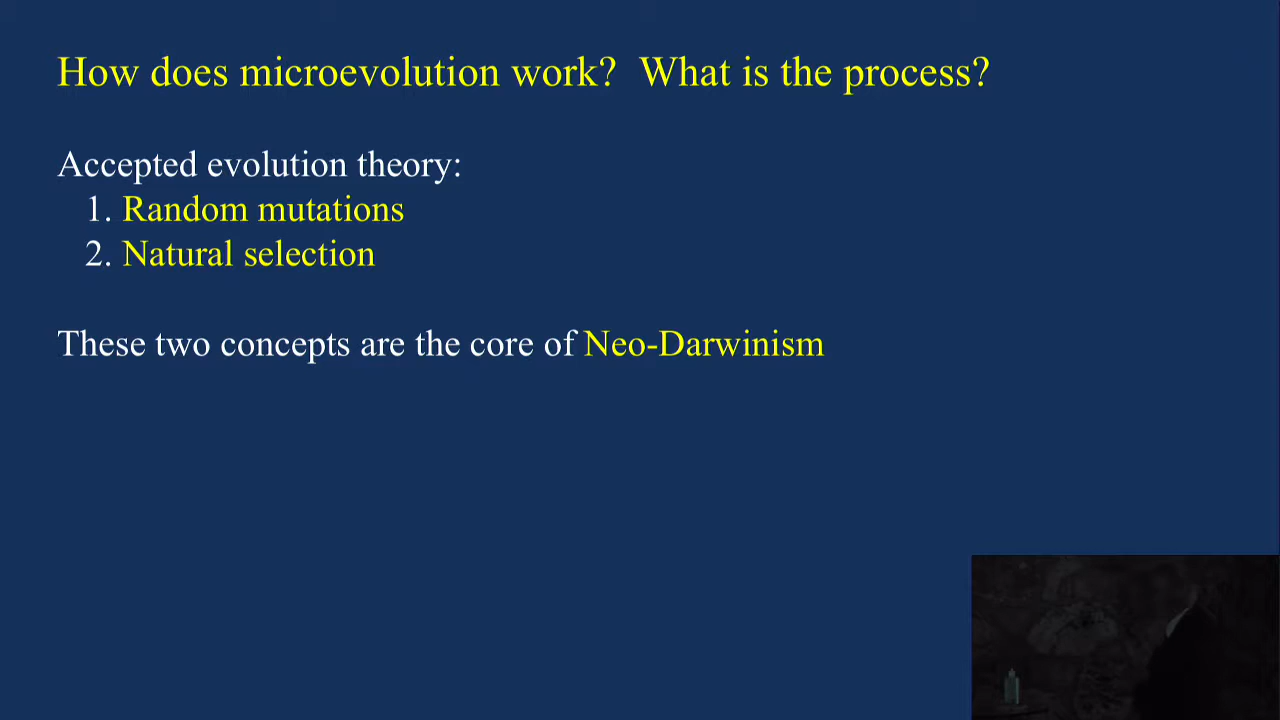 How does microevolution work?  What is the process?
Accepted evolution theory:
1. Random mutations
2. Natural selection
These two concepts are the core of Neo-Darwinism